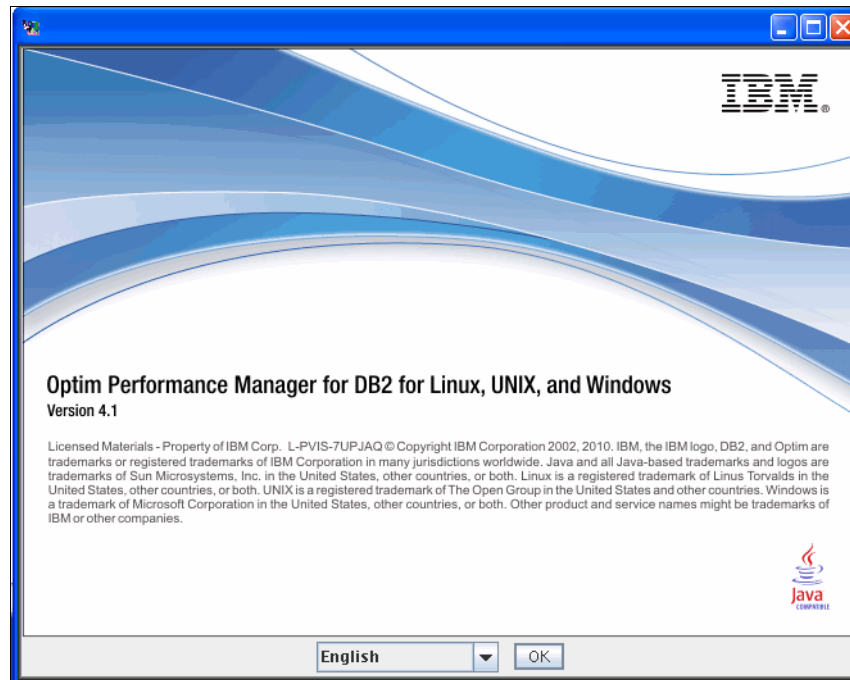 IBM®
Optim Performance Manager for DB2 for Linux, UNIX, and Windows
Version 4.1
Licensed Materials - Property of IBM Corp. L-PVIS-7UPJAQ © Copyright IBM Corporation 2002, 2010. IBM, the IBM logo, DB2, and Optim are
trademarks or registered trademarks of IBM Corporation in many jurisdictions worldwide. Java and all Java-based trademarks and logos are
trademarks of Sun Microsystems, Inc. in the United States, other countries, or both. Linux is a registered trademark of Linus Torvalds in the
United States, other countries, or both. UNIX is a registered trademark of The Open Group in the United States and other countries. Windows is
a trademark of Microsoft Corporation in the United States, other countries, or both. Other product and service names might be trademarks of
IBM or other companies.
Java
COMPATIBLE
English
OK